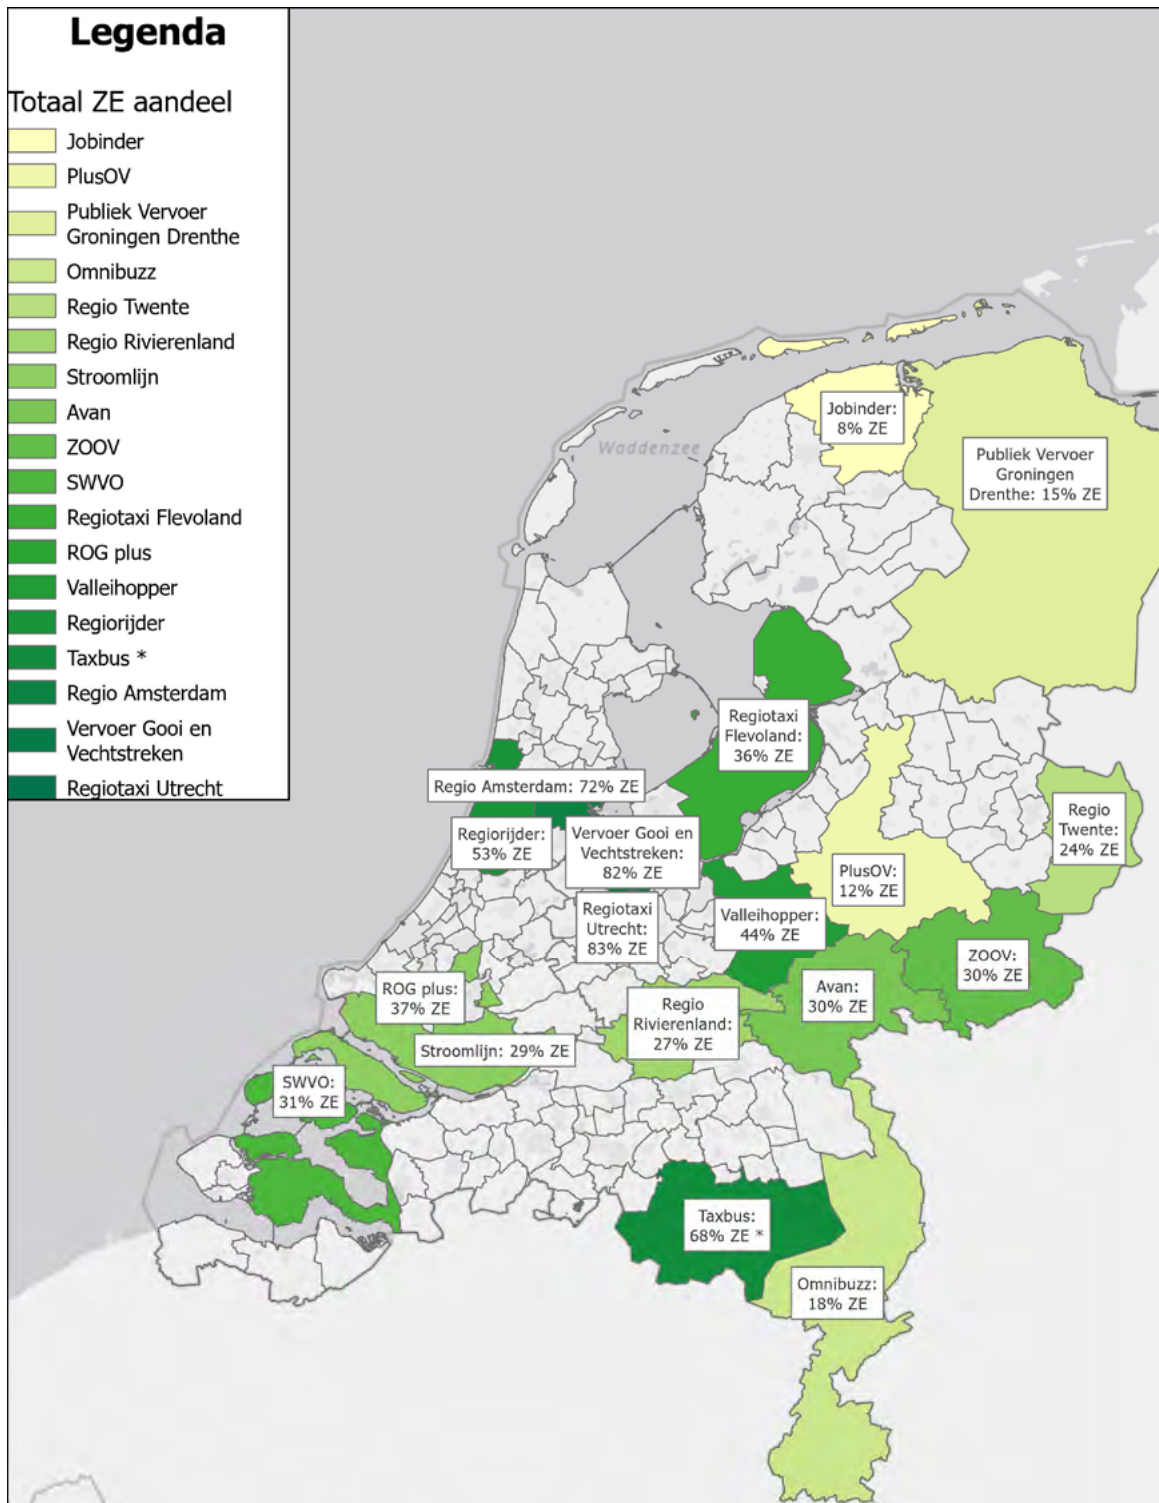 Legenda
Totaal ZE aandeel
Jobinder
PlusOV
Publiek Vervoer
Groningen Drenthe
Omnibuzz
Regio Twente
Regio Rivierenland
Stroomlijn
Avan
ZOOV
SWVO
Regiotaxi Flevoland
ROG plus
Valleihopper
Regiorijder
Taxbus *
Regio Amsterdam
Vervoer Gooi en
Vechtstreken
Regiotaxi Utrecht
Waddenzee
Jobinder:
8% ZE
Publiek Vervoer
Groningen
Drenthe: 15% ZE
Regiotaxi
Flevoland:
36% ZE
Regio Amsterdam: 72% ZE
Regiorijder:
53% ZE
Vervoer Gooi en
Vechtstreken:
82% ZE
Regio
Twente:
24% ZE
PlusOV:
12% ZE
Regiotaxi
Utrecht:
83% ZE
Valleihopper:
44% ZE
ZOOV:
30% ZE
ROG plus:
37% ZE
Avan:
30% ZE
Regio
Rivierenland:
27% ZE
Stroomlijn: 29% ZE
SWVO:
31% ZE
Taxbus:
68% ZE *
Omnibuzz:
18% ZE